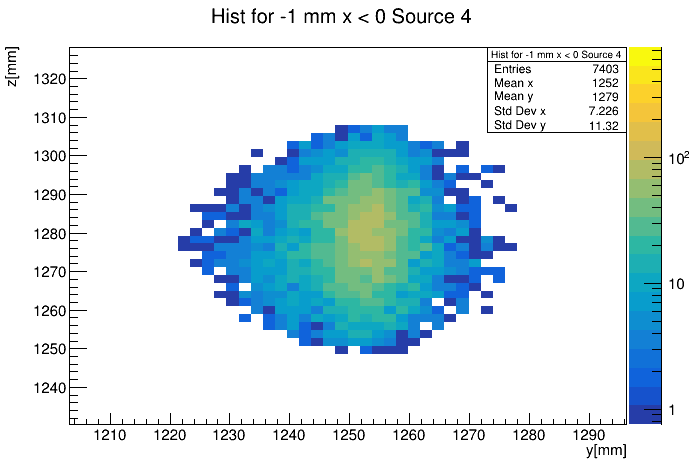 Hist for -1 mm x < 0 Source 4
z[mm]
Hist for -1 mm x < 0 Source 4
Entries 7403
Mean x 1252
Mean y 1279
Std Dev x 7.226
Std Dev y 11.32
1320
1310
1300
1290
1280
1270
1260
1250
1240
10²
10
1
1210 1220 1230 1240 1250 1260 1270 1280 1290
y[mm]